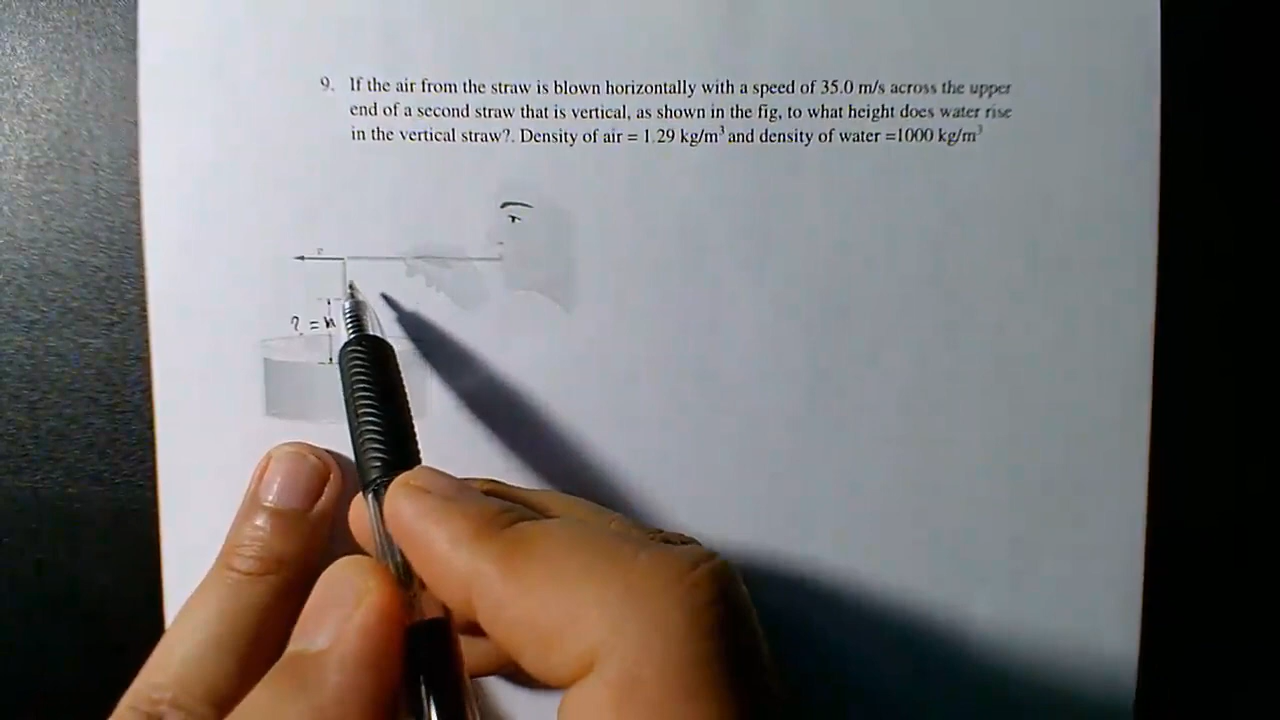 9. If the air from the straw is blown horizontally with a speed of 35.0 m/s across the upper
end of a second straw that is vertical, as shown in the fig, to what height does water rise
in the vertical straw?. Density of air = 1.29 kg/m³ and density of water =1000 kg/m³
v
? = h